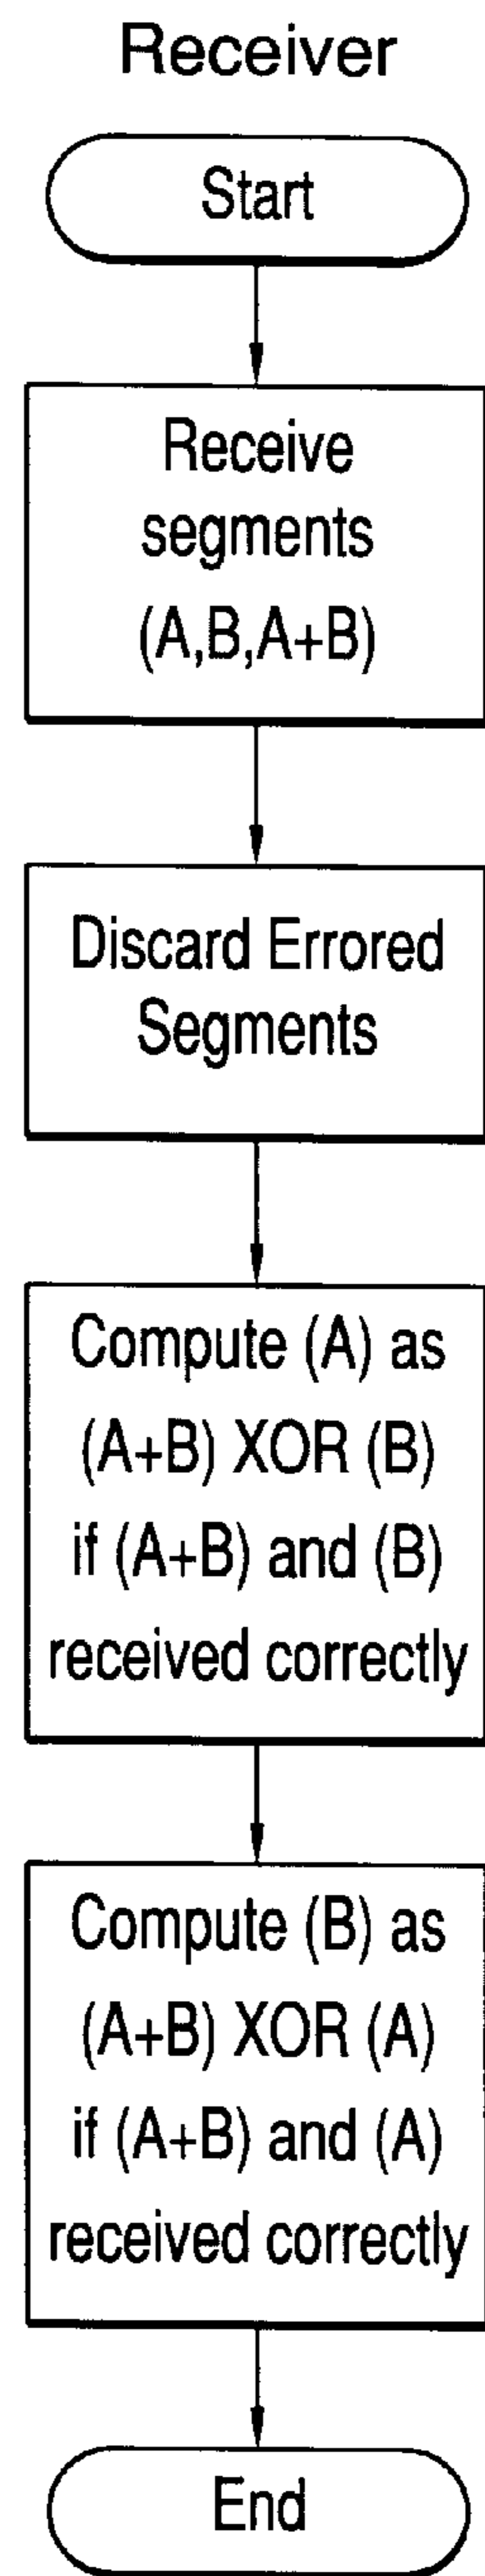 Receiver
Start
Receive
segments
(A,B,A+B)
Discard Errored
Segments
Compute (A) as
(A+B) XOR (B)
if (A+B) and (B)
received correctly
Compute (B) as
(A+B) XOR (A)
if (A+B) and (A)
received correctly
End